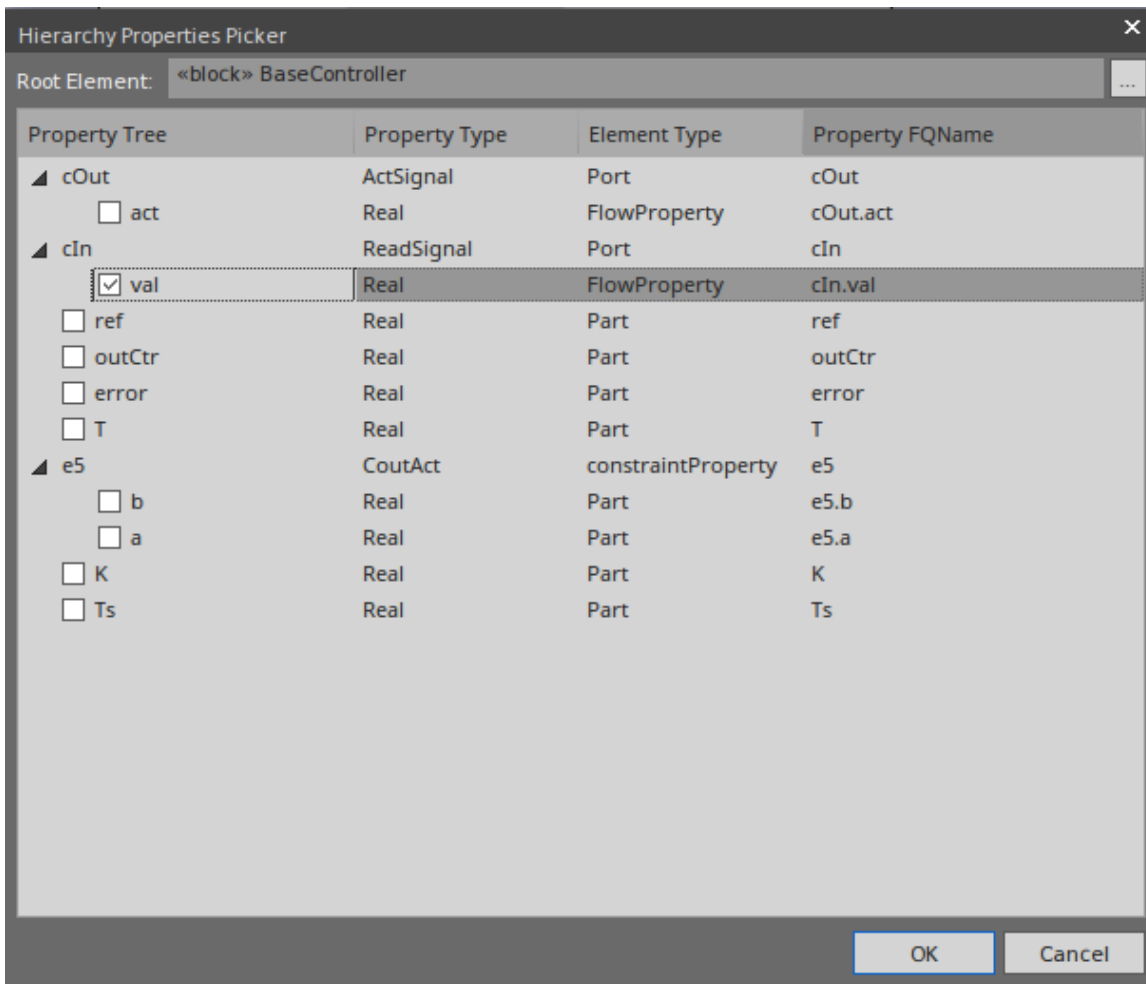 Hierarchy Properties Picker
Root Element: «block» BaseController ...
Property Tree Property Type Element Type Property FQName
cOut ActSignal Port cOut
act Real FlowProperty cOut.act
cIn ReadSignal Port cIn
val Real FlowProperty cIn.val
ref Real Part ref
outCtr Real Part outCtr
error Real Part error
T Real Part T
e5 CoutAct constraintProperty e5
b Real Part e5.b
a Real Part e5.a
K Real Part K
Ts Real Part Ts
OK Cancel